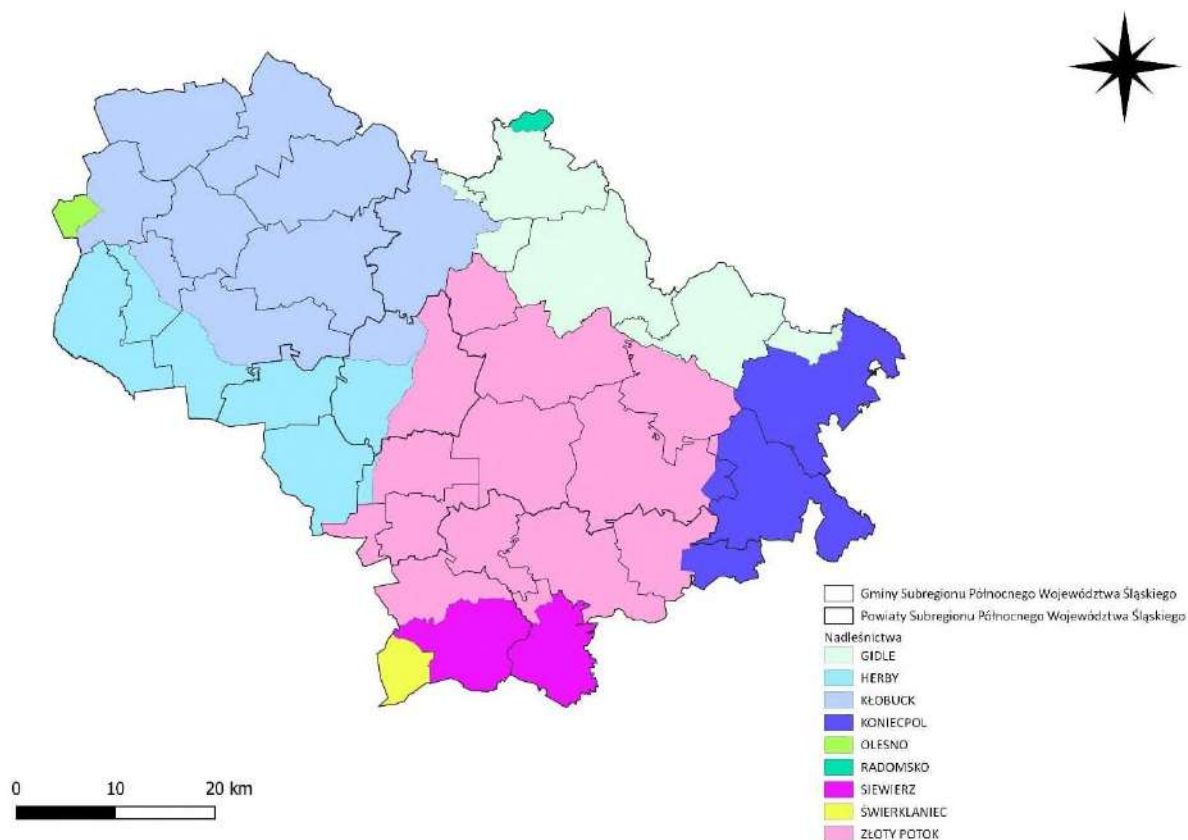 Gminy Subregionu Północnego Województwa Śląskiego
Powiaty Subregionu Północnego Województwa Śląskiego
Nadleśnictwa
GIDLE
HERBY
KŁOBUCK
KONIECPOL
OLESNO
RADOMSKO
SIEWIERZ
ŚWIERKLANIEC
ZŁOTY POTOK
0 10 20 km